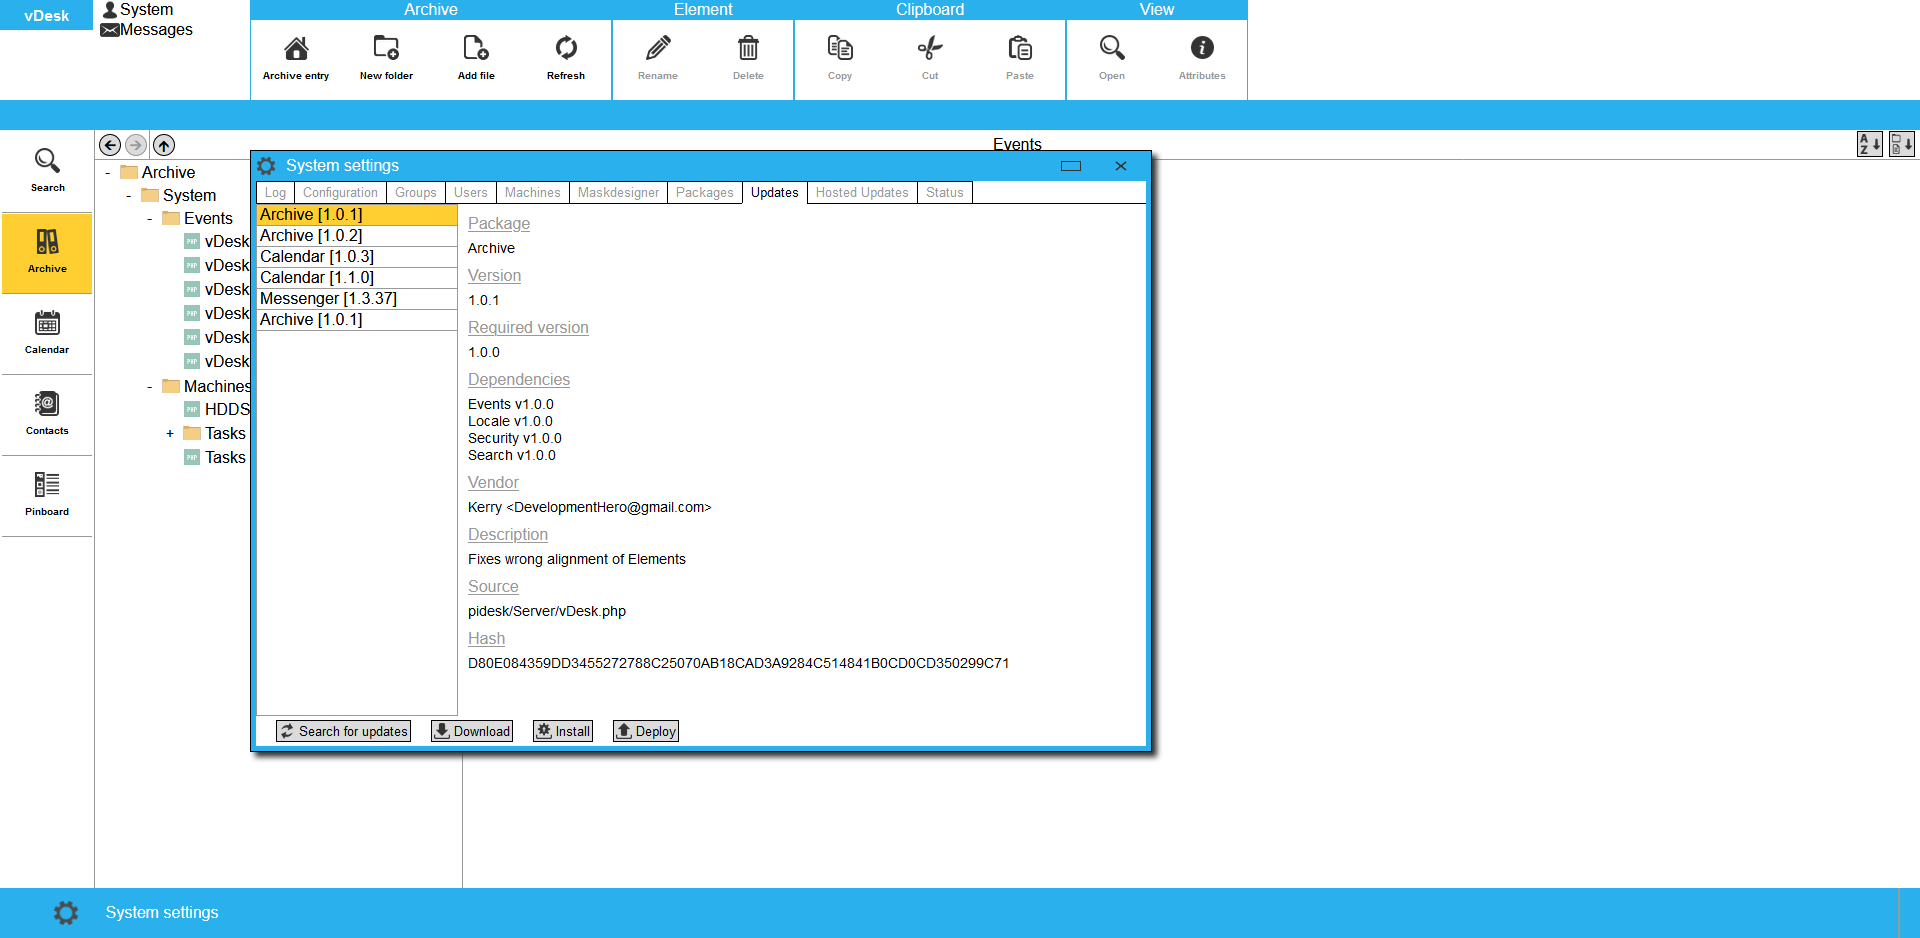 vDesk
System
Messages
Archive
Element
Clipboard
View
Archive entry
New folder
Add file
Refresh
Rename
Delete
Copy
Cut
Paste
Open
Attributes
Events
Search
Archive
Calendar
Contacts
Pinboard
- Archive
- System
- Events
vDesk
vDesk
vDesk
vDesk
vDesk
vDesk
- Machines
HDDS
+ Tasks
Tasks
System settings
Log
Configuration
Groups
Users
Machines
Maskdesigner
Packages
Updates
Hosted Updates
Status
Archive [1.0.1]
Archive [1.0.2]
Calendar [1.0.3]
Calendar [1.1.0]
Messenger [1.3.37]
Archive [1.0.1]
Package
Archive
Version
1.0.1
Required version
1.0.0
Dependencies
Events v1.0.0
Locale v1.0.0
Security v1.0.0
Search v1.0.0
Vendor
Kerry <DevelopmentHero@gmail.com>
Description
Fixes wrong alignment of Elements
Source
pidesk/Server/vDesk.php
Hash
D80E084359DD3455272788C25070AB18CAD3A9284C514841B0CD0CD350299C71
Search for updates
Download
Install
Deploy
System settings